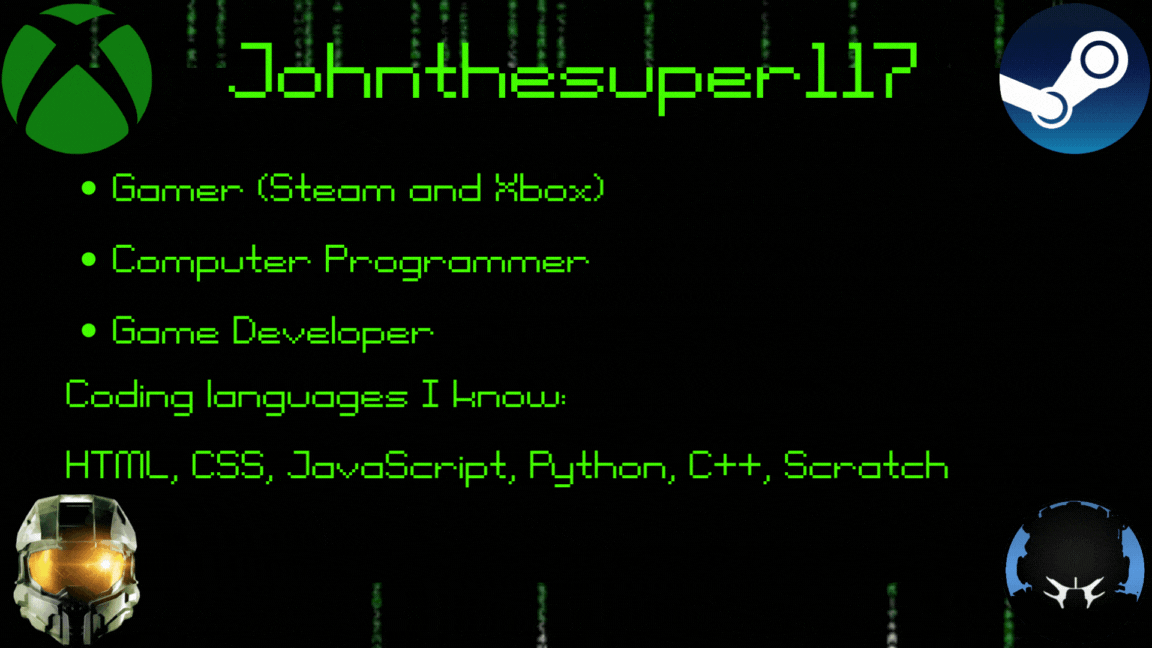 Johnthesuper117
• Gamer (Steam and Xbox)
• Computer Programmer
• Game Developer
Coding languages I know:
HTML, CSS, JavaScript, Python, C++, Scratch